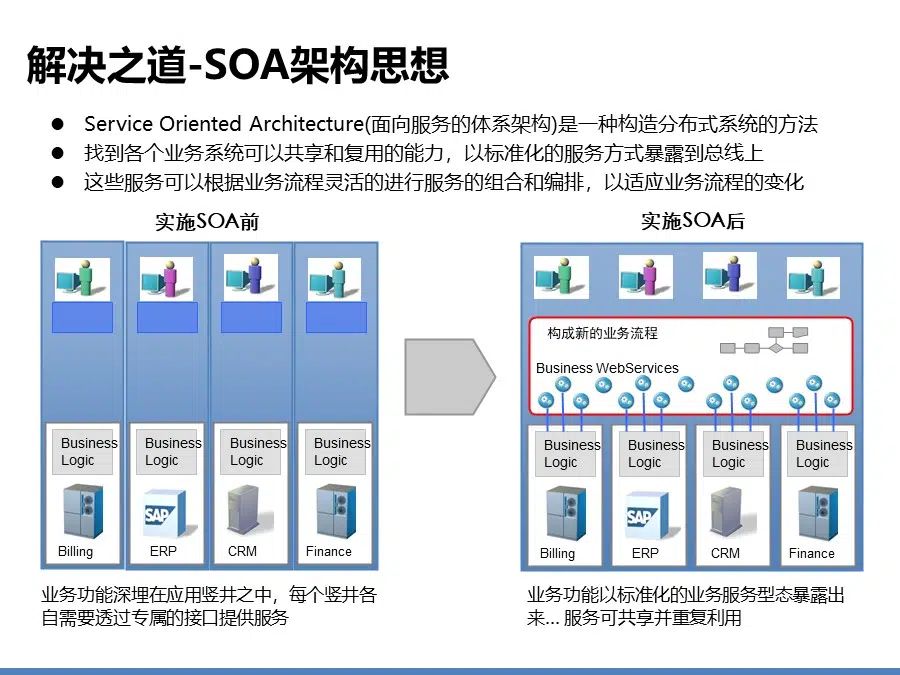 解决之道-SOA架构思想
● Service Oriented Architecture(面向服务的体系架构)是一种构造分布式系统的方法
● 找到各个业务系统可以共享和复用的能力，以标准化的服务方式暴露到总线上
● 这些服务可以根据业务流程灵活的进行服务的组合和编排，以适应业务流程的变化
实施SOA前
Business Logic
Business Logic
Business Logic
Business Logic
SAP
Billing
ERP
CRM
Finance
业务功能深埋在应用竖井之中，每个竖井各
自需要透过专属的接口提供服务
实施SOA后
构成新的业务流程
Business WebServices
Business Logic
Business Logic
Business Logic
Business Logic
SAP
Billing
ERP
CRM
Finance
业务功能以标准化的业务服务型态暴露出
来... 服务可共享并重复利用